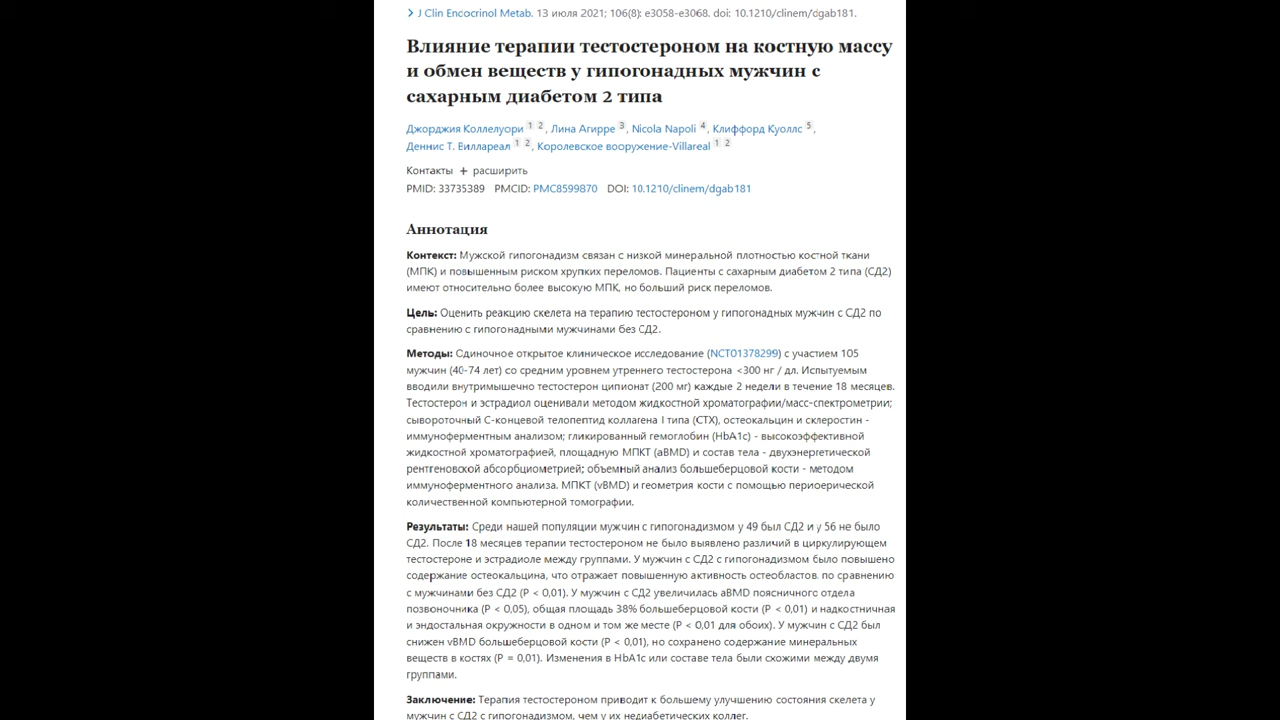 > J Clin Encocrinol Metab. 13 июля 2021; 106(8): e3058-e3068. doi: 10.1210/clinem/dgab181.
Влияние терапии тестостероном на костную массу
и обмен веществ у гипогонадных мужчин с
сахарным диабетом 2 типа
Джорджия Коллелуори 1 2, Лина Агирре 3, Nicola Napoli 4, Клиффорд Куоллс 5,
Деннис Т. Виллареал 1 2, Королевское вооружение-Villareal 1 2
Контакты + расширить
PMID: 33735389 PMCID: PMC8599870 DOI: 10.1210/clinem/dgab181
Аннотация
Контекст: Мужской гипогонадизм связан с низкой минеральной плотностью костной ткани
(МПК) и повышенным риском хрупких переломов. Пациенты с сахарным диабетом 2 типа (СД2)
имеют относительно более высокую МПК, но больший риск переломов.
Цель: Оценить реакцию скелета на терапию тестостероном у гипогонадных мужчин с СД2 по
сравнению с гипогонадными мужчинами без СД2.
Методы: Одиночное открытое клиническое исследование (NCT01378299) с участием 105
мужчин (40-74 лет) со средним уровнем утреннего тестостерона <300 нг / дл. Испытуемым
вводили внутримышечно тестостерон ципионат (200 мг) каждые 2 недели в течение 18 месяцев.
Тестостерон и эстрадиол оценивали методом жидкостной хроматографии/масс-спектрометрии;
сывороточный С-концевой телопептид коллагена I типа (CTX), остеокальцин и склеростин -
иммуноферментным анализом; гликированный гемоглобин (HbA1c) - высокоэффективной
жидкостной хроматографией, площадную МПКТ (aBMD) и состав тела - двухэнергетической
рентгеновской абсорбциометрией; объемный анализ большеберцовой кости - методом
иммуноферментного анализа. МПКТ (vBMD) и геометрия кости с помощью периоерической
количественной компьютерной томографии.
Результаты: Среди нашей популяции мужчин с гипогонадизмом у 49 был СД2 и у 56 не было
СД2. После 18 месяцев терапии тестостероном не было выявлено различий в циркулирующем
тестостероне и эстрадиоле между группами. У мужчин с СД2 с гипогонадизмом было повышено
содержание остеокальцина, что отражает повышенную активность остеобластов, по сравнению
с мужчинами без СД2 (P < 0,01). У мужчин с СД2 увеличилась aBMD поясничного отдела
позвоночника (P < 0,05), общая площадь 38% большеберцовой кости (P < 0,01) и надкостничная
и эндостальная окружности в одном и том же месте (P < 0,01 для обоих). У мужчин с СД2 был
снижен vBMD большеберцовой кости (P < 0,01), но сохранено содержание минеральных
веществ в костях (P = 0,01). Изменения в HbA1c или составе тела были схожими между двумя
группами.
Заключение: Терапия тестостероном приводит к большему улучшению состояния скелета у
мужчин с СД2 с гипогонадизмом, чем у их недиабетических коллег.